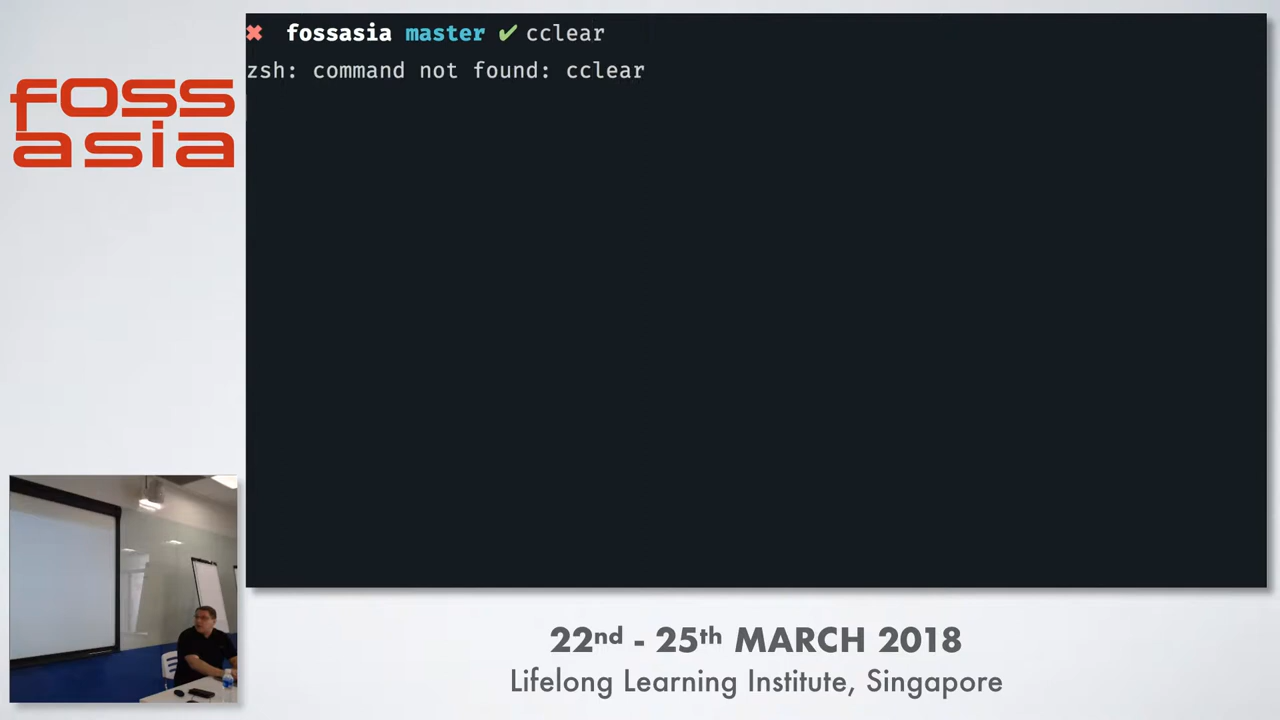 foss
asia
✖ fossasia master ✔ cclear
zsh: command not found: cclear
22nd - 25th MARCH 2018
Lifelong Learning Institute, Singapore